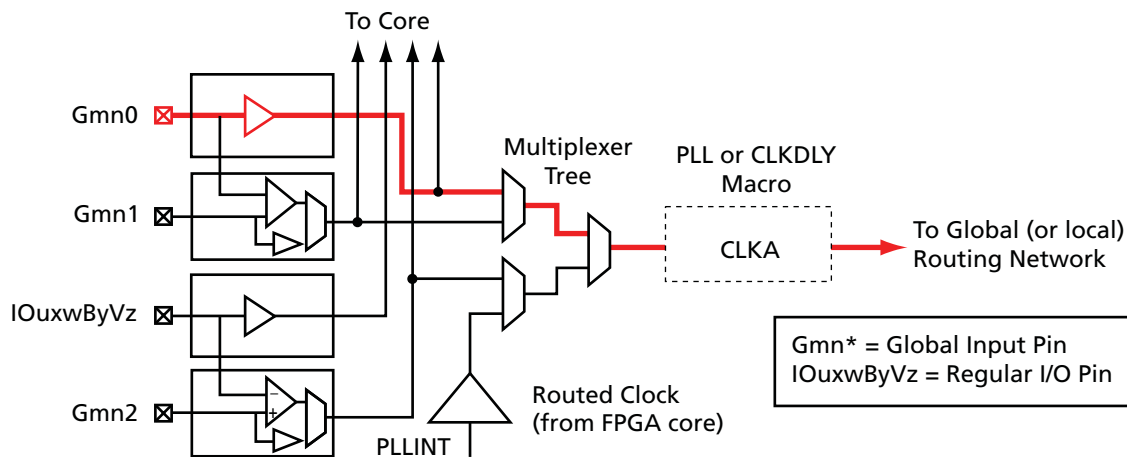 To Core
Gmn0
Multiplexer
Tree
PLL or CLKDLY
Macro
Gmn1
CLKA
To Global (or local)
Routing Network
IOuxwByVz
Gmn* = Global Input Pin
IOuxwByVz = Regular I/O Pin
−
+
Gmn2
Routed Clock
(from FPGA core)
PLLINT